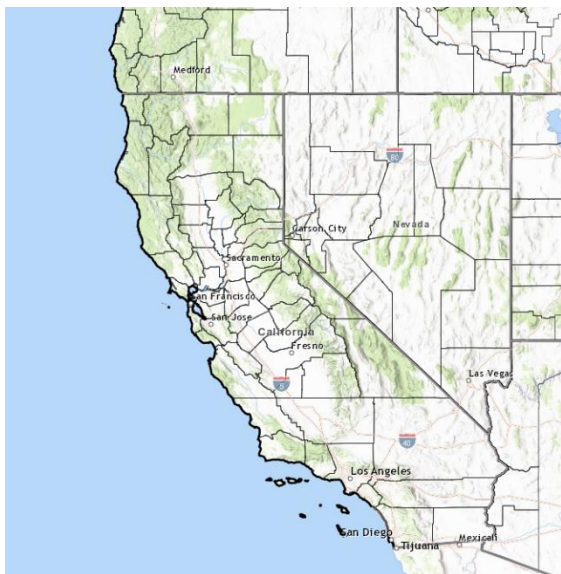 Medford
80
Carson City
Nevada
Sacramento
San Francisco
San Jose
California
Fresno
Las Vegas
5
40
Los Angeles
San Diego
Tijuana
Mexicali